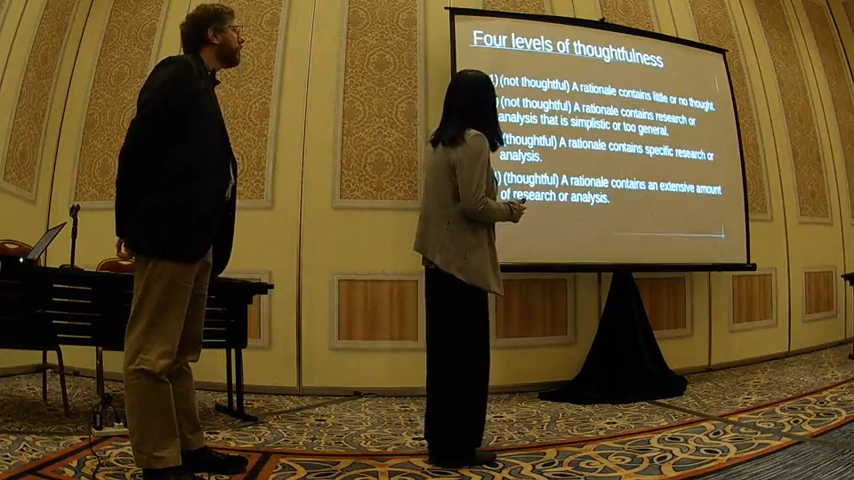 Four levels of thoughtfulness
1) (not thoughtful) A rationale contains little or no thought.
(not thoughtful) A rationale contains research or
analysis that is simplistic or too general.
(thoughtful) A rationale contains specific research or
analysis.
(thoughtful) A rationale contains an extensive amount
of research or analysis.